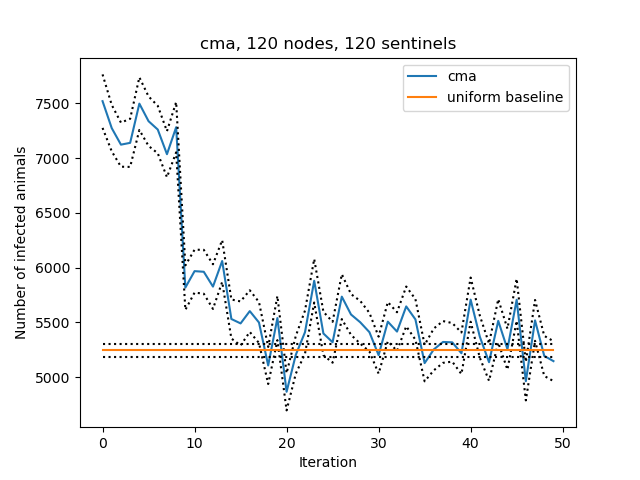 cma, 120 nodes, 120 sentinels
cma
uniform baseline
Number of infected animals
7500
7000
6500
6000
5500
5000
0 10 20 30 40 50
Iteration